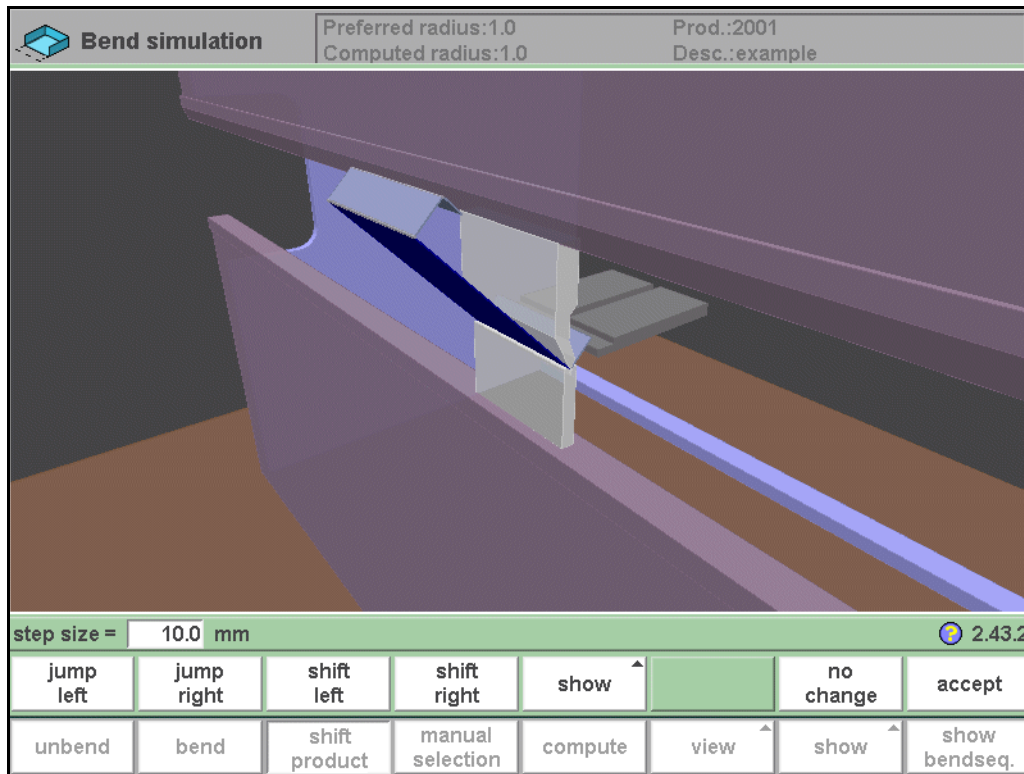 Bend simulation
Preferred radius:1.0
Computed radius:1.0
Prod.:2001
Desc.:example
step size = 10.0 mm
? 2.43.2
jump left
jump right
shift left
shift right
show
no change
accept
unbend
bend
shift product
manual selection
compute
view
show
show bendseq.